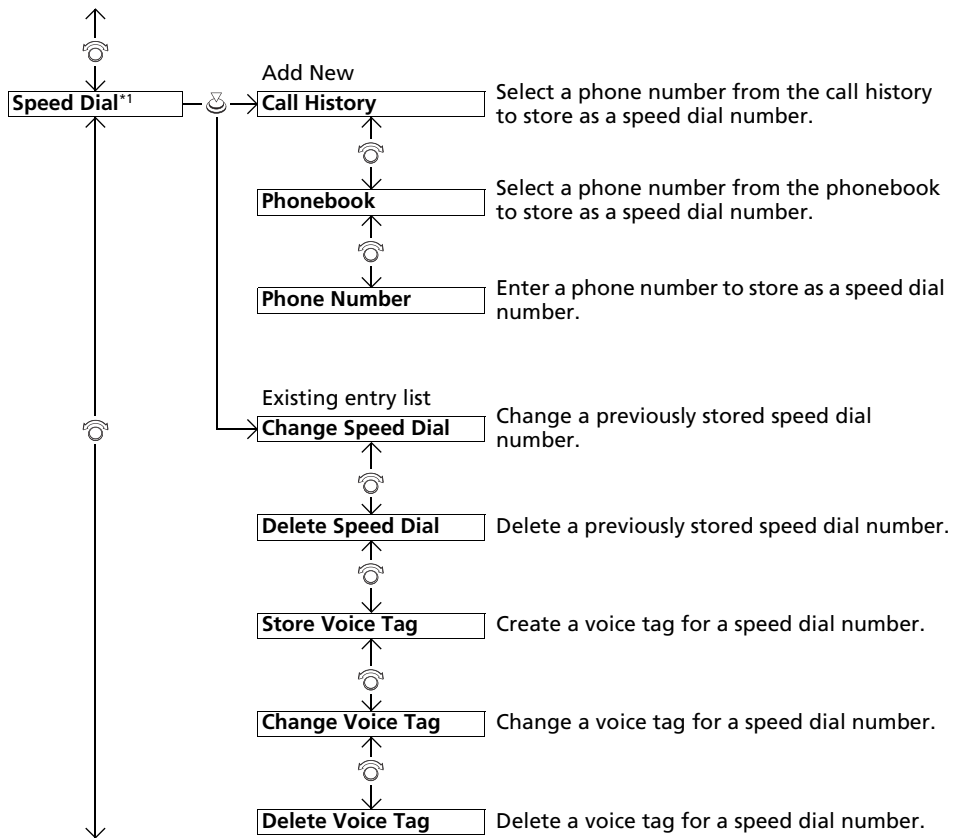 Speed Dial*1
Add New
Call History
Select a phone number from the call history
to store as a speed dial number.
Phonebook
Select a phone number from the phonebook
to store as a speed dial number.
Phone Number
Enter a phone number to store as a speed dial
number.
Existing entry list
Change Speed Dial
Change a previously stored speed dial
number.
Delete Speed Dial
Delete a previously stored speed dial number.
Store Voice Tag
Create a voice tag for a speed dial number.
Change Voice Tag
Change a voice tag for a speed dial number.
Delete Voice Tag
Delete a voice tag for a speed dial number.